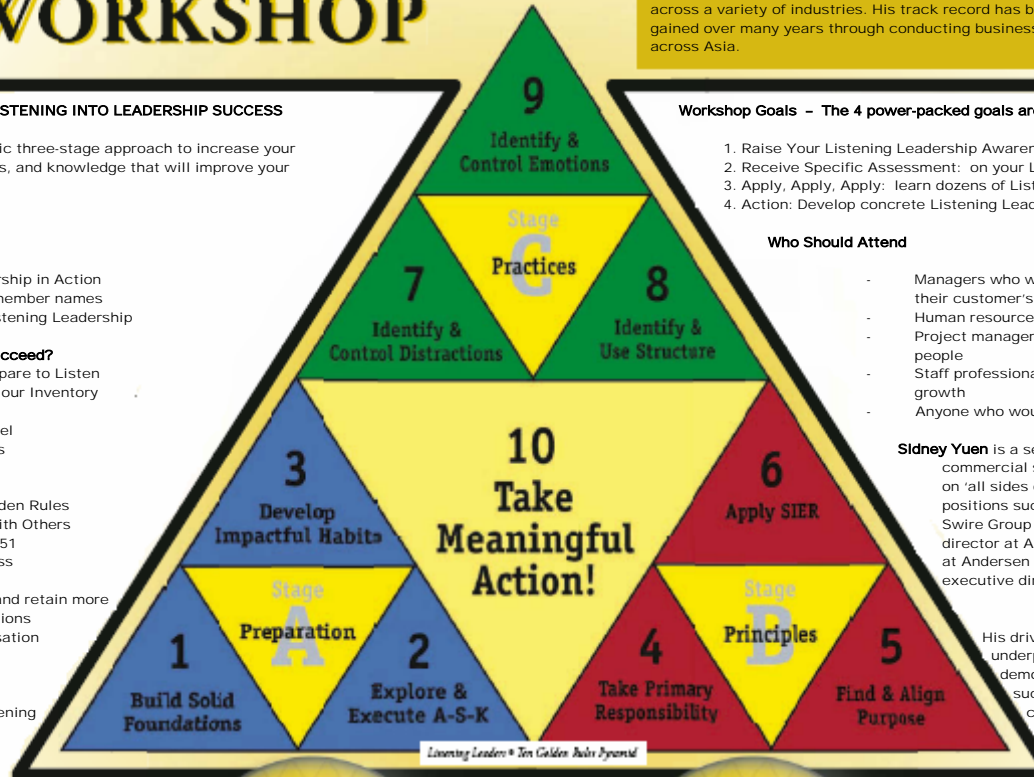 WORKSHOP
across a variety of industries. His track record has b
gained over many years through conducting business
across Asia.
STENING INTO LEADERSHIP SUCCESS
ic three-stage approach to increase your
s, and knowledge that will improve your
rship in Action
member names
stening Leadership
cceed?
pare to Listen
our Inventory
el
s
den Rules
ith Others
51
ss
and retain more
tions
sation
ening
9
Identify &
Control Emotions
Stage
C
Practices
7
Identify &
Control Distractions
8
Identify &
Use Structure
10
Take
Meaningful
Action!
3
Develop
Impactful Habits
6
Apply SIER
Stage
A
Preparation
1
Build Solid
Foundations
2
Explore &
Execute A-S-K
Stage
B
Principles
4
Take Primary
Responsibility
5
Find & Align
Purpose
Listening Leaders® Ten Golden Rules Pyramid
Workshop Goals – The 4 power-packed goals are
1. Raise Your Listening Leadership Awaren
2. Receive Specific Assessment: on your L
3. Apply, Apply, Apply: learn dozens of List
4. Action: Develop concrete Listening Lead
Who Should Attend
- Managers who w
their customer's
- Human resource
- Project manager
people
- Staff professiona
growth
- Anyone who wou
Sidney Yuen is a se
commercial s
on 'all sides
positions suc
Swire Group
director at A
at Andersen
executive dir
His driv
underp
demo
suc
c